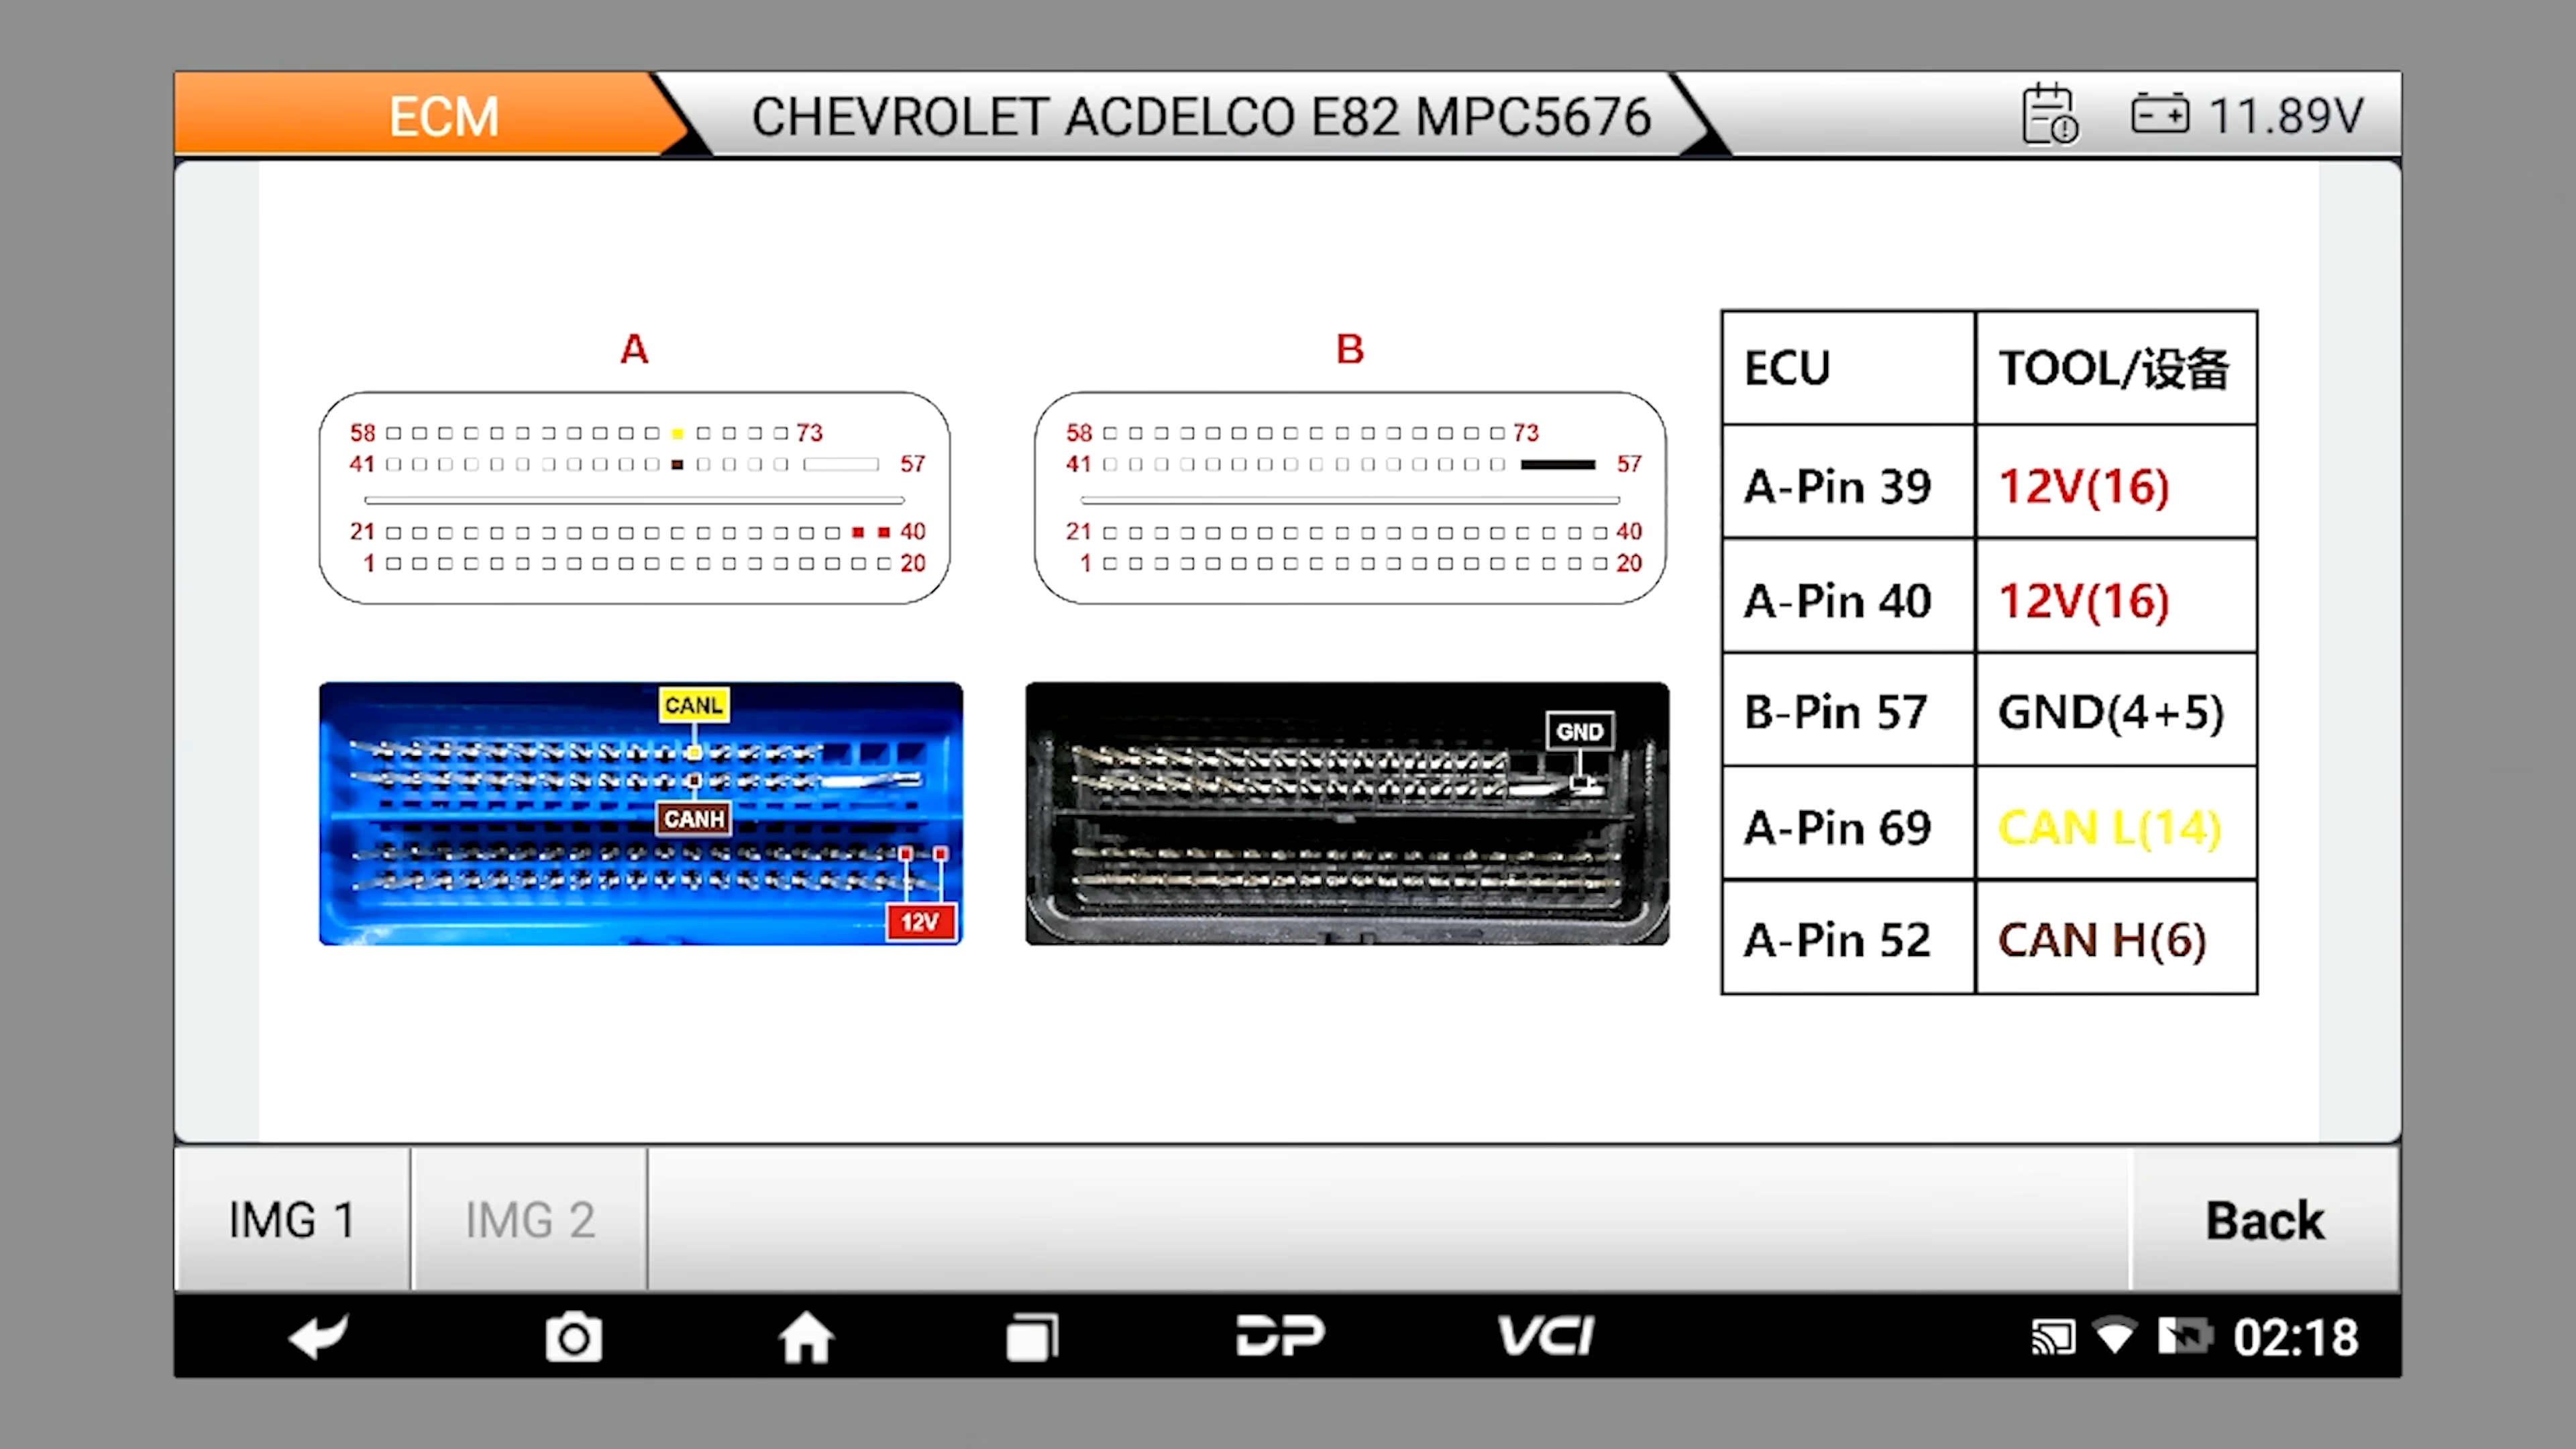 ECM
CHEVROLET ACDELCO E82 MPC5676
11.89V
A
58
73
41
57
21
40
1
20
B
58
73
41
57
21
40
1
20
CANL
CANH
12V
GND
ECU TOOL/设备
A-Pin 39 12V(16)
A-Pin 40 12V(16)
B-Pin 57 GND(4+5)
A-Pin 69 CAN L(14)
A-Pin 52 CAN H(6)
IMG 1
IMG 2
Back
DP
VCI
02:18